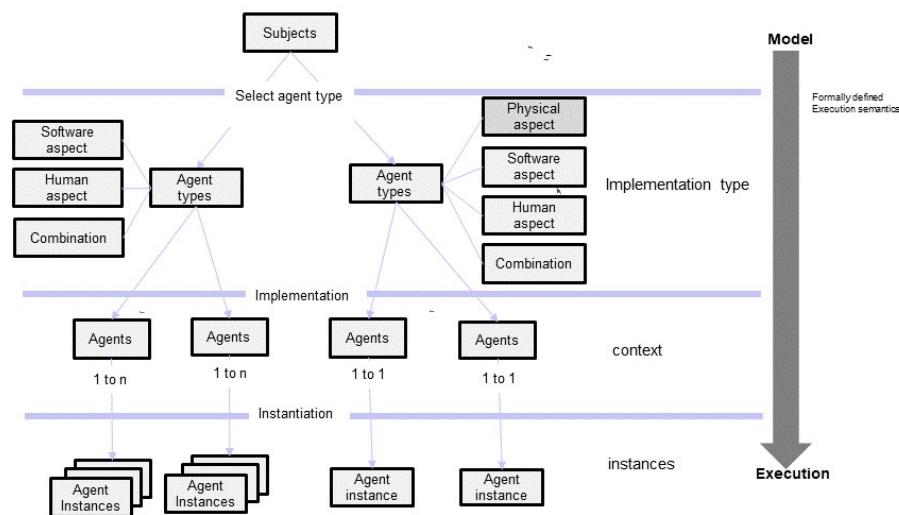 Subjects
Model
Select agent type
Formally defined
Execution semantics
Physical
aspect
Software
aspect
Software
aspect
Human
aspect
Agent
types
Agent
types
Implementation type
Human
aspect
Combination
Combination
Implementation
Agents
Agents
Agents
Agents
context
1 to n
1 to n
1 to 1
1 to 1
Instantiation
instances
Execution
Agent
Instances
Agent
Instances
Agent
instance
Agent
instance